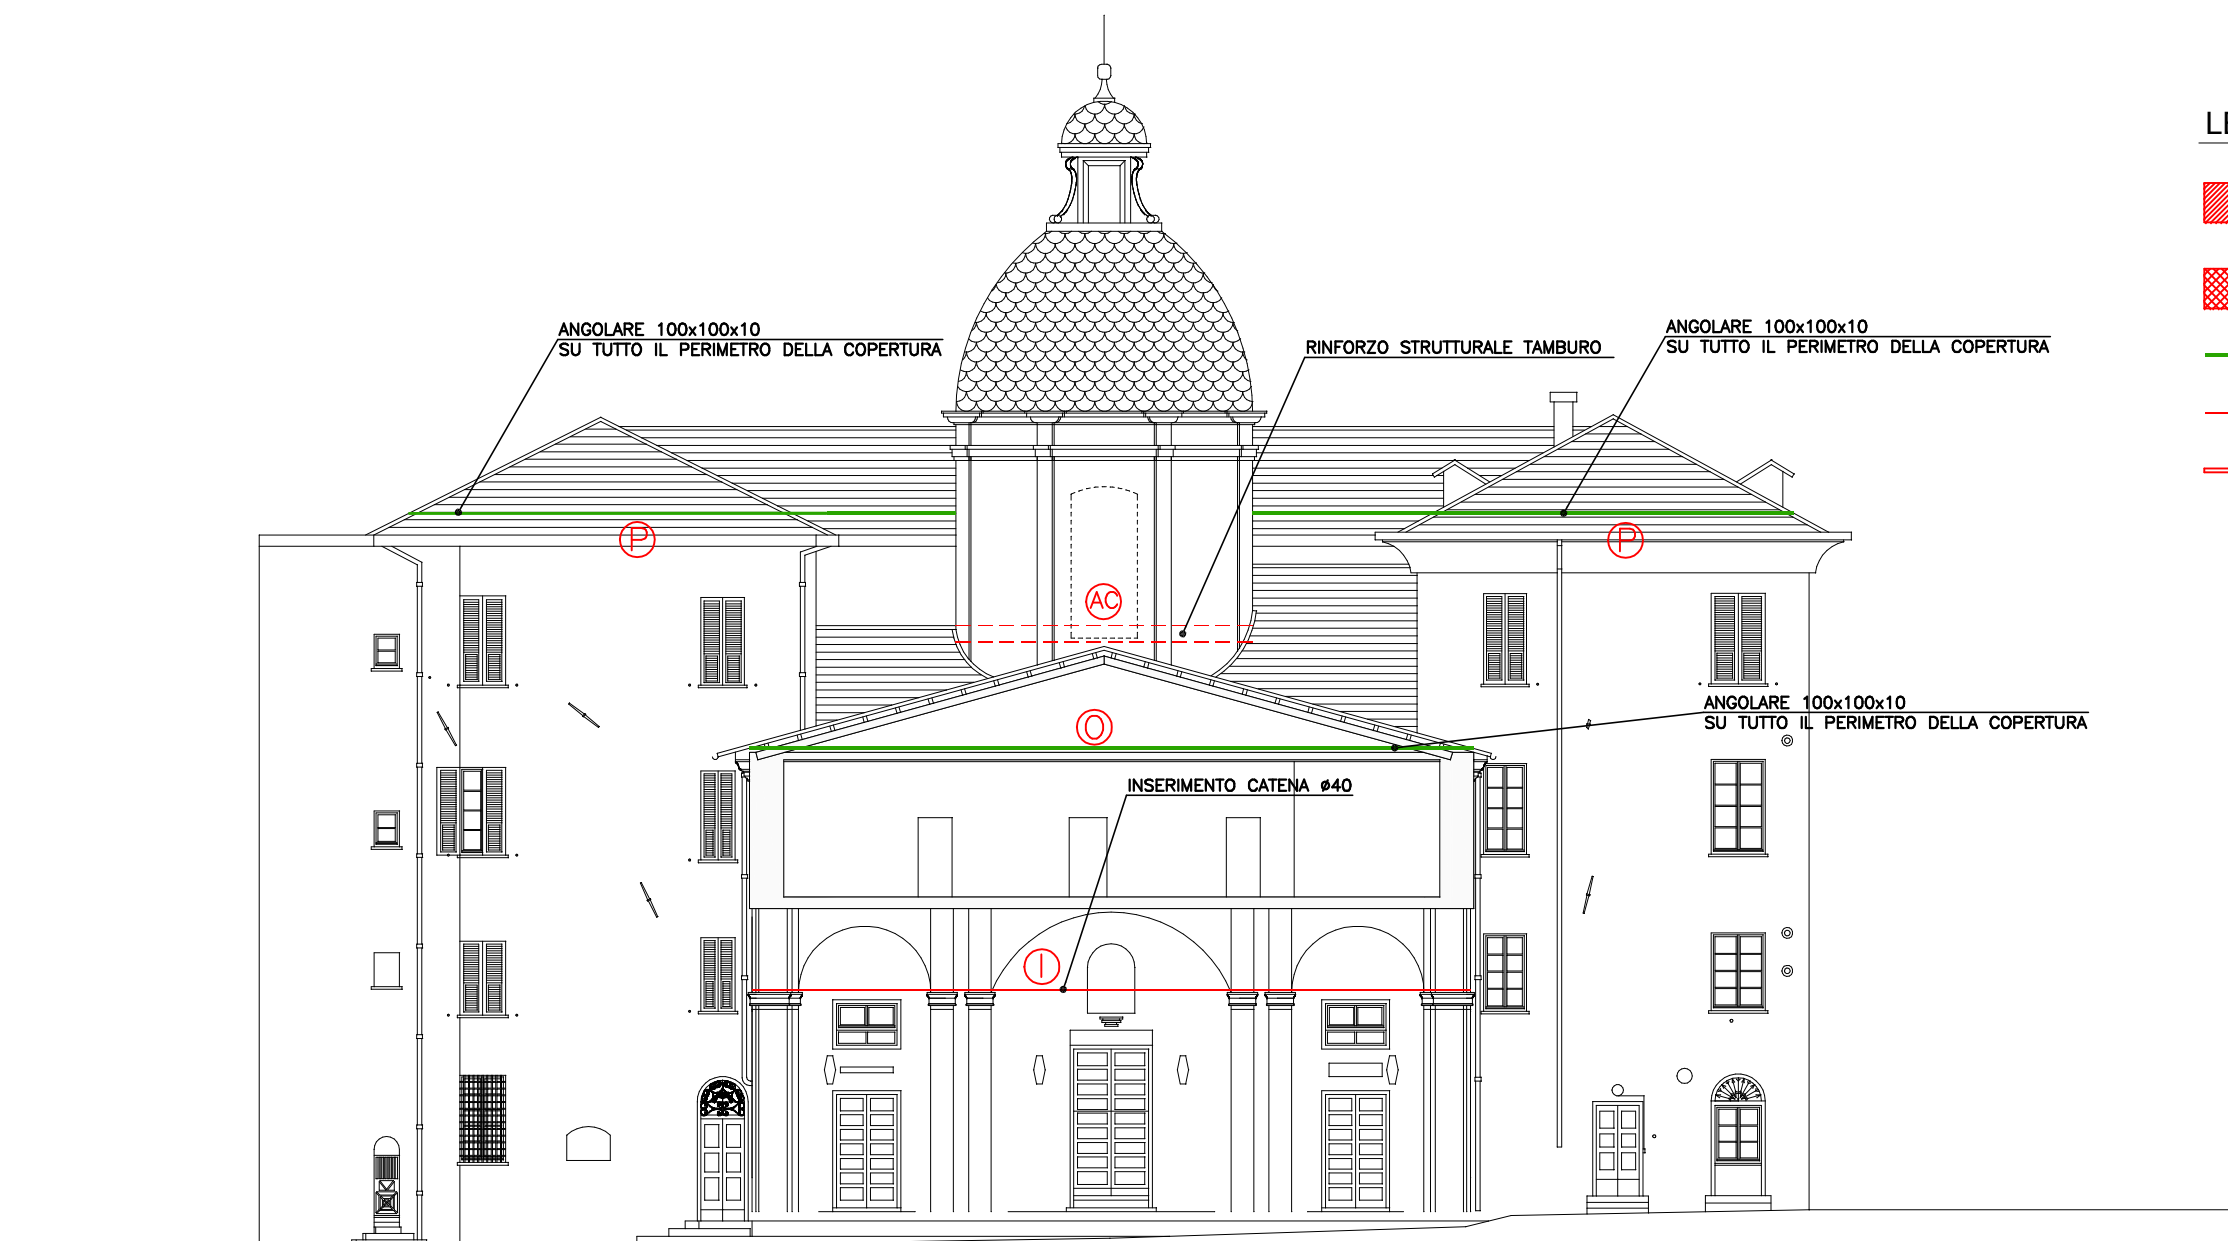 LE
ANGOLARE 100x100x10
SU TUTTO IL PERIMETRO DELLA COPERTURA
RINFORZO STRUTTURALE TAMBURO
ANGOLARE 100x100x10
SU TUTTO IL PERIMETRO DELLA COPERTURA
P
P
AC
ANGOLARE 100x100x10
SU TUTTO IL PERIMETRO DELLA COPERTURA
O
INSERIMENTO CATENA ø40
I